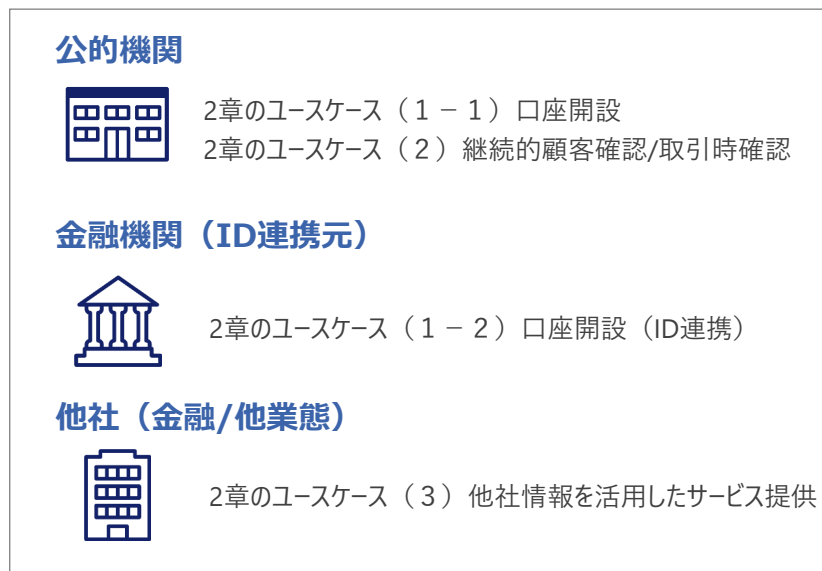 公的機関
2章のユースケース（１－１）口座開設
2章のユースケース（２）継続的顧客確認/取引時確認
金融機関（ID連携元）
2章のユースケース（１－２）口座開設（ID連携）
他社（金融/他業態）
2章のユースケース（３）他社情報を活用したサービス提供